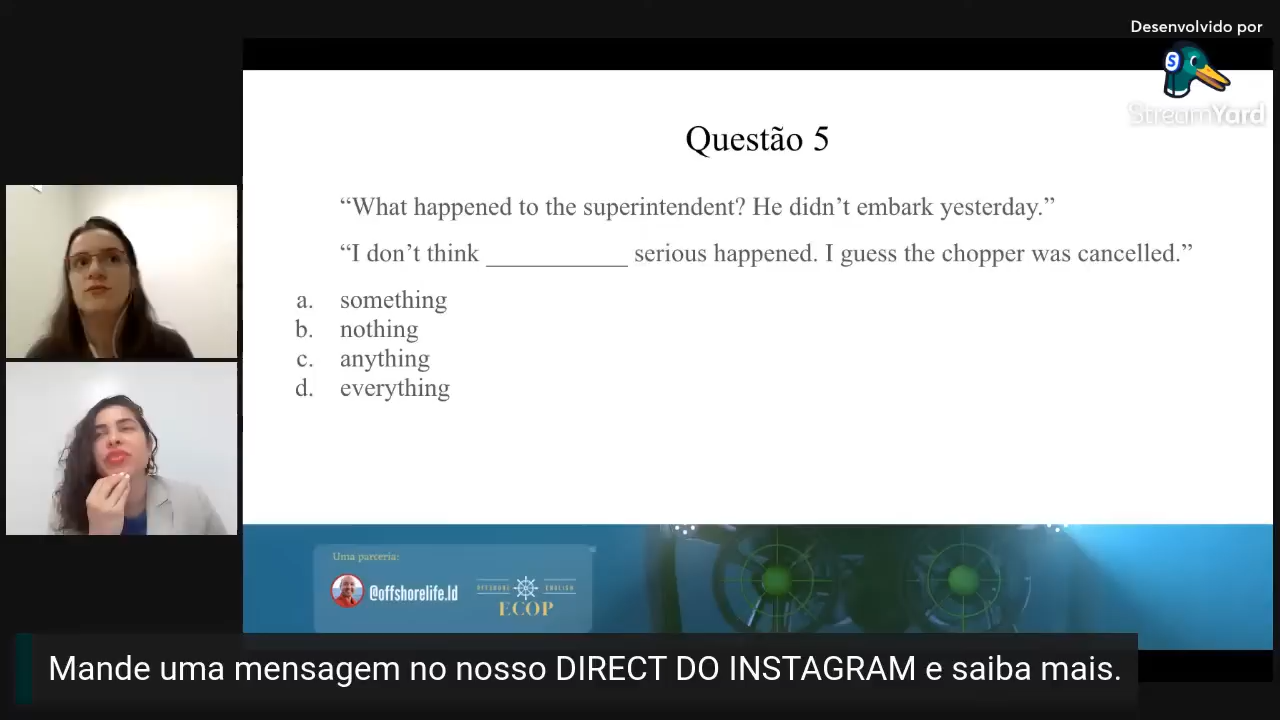 Desenvolvido por
StreamYard
Questão 5
“What happened to the superintendent? He didn’t embark yesterday.”
“I don’t think ___________ serious happened. I guess the chopper was cancelled.”
a. something
b. nothing
c. anything
d. everything
Uma parceria:
@offshorelife.ld
OFFSHORE ENGLISH
ECOP
Mande uma mensagem no nosso DIRECT DO INSTAGRAM e saiba mais.